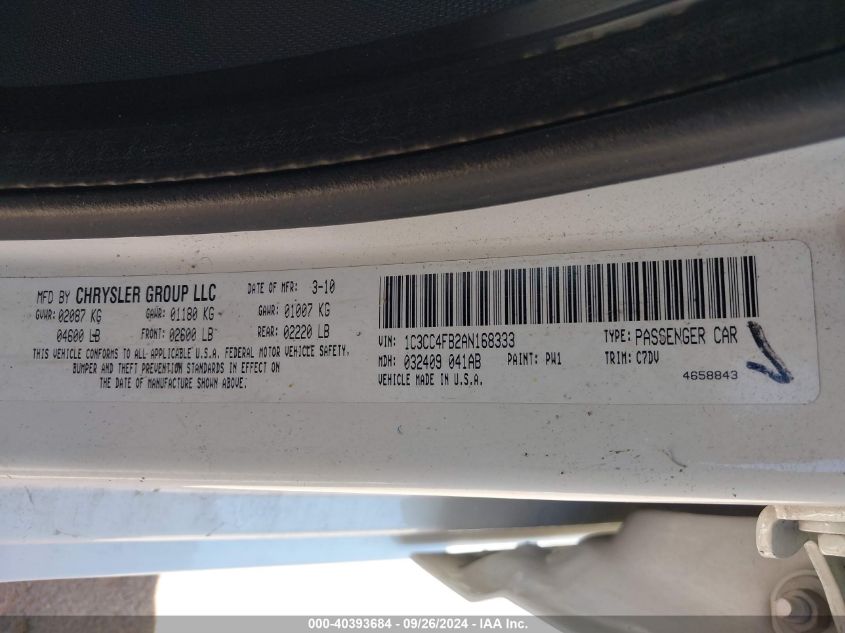 MFD BY CHRYSLER GROUP LLC DATE OF MFR: 3-10
GVWR: 02087 KG GAWR: 01180 KG GAWR: 01007 KG
04600 LB FRONT: 02600 LB REAR: 02220 LB
THIS VEHICLE CONFORMS TO ALL APPLICABLE U.S.A. FEDERAL MOTOR VEHICLE SAFETY,
BUMPER AND THEFT PREVENTION STANDARDS IN EFFECT ON
THE DATE OF MANUFACTURE SHOWN ABOVE.
VIN: 1C3CC4FB2AN168333 TYPE: PASSENGER CAR
MDH: 032409 041AB PAINT: PW1 TRIM: C7DV
VEHICLE MADE IN U.S.A. 4658843
000-40393684 - 09/26/2024 - IAA Inc.